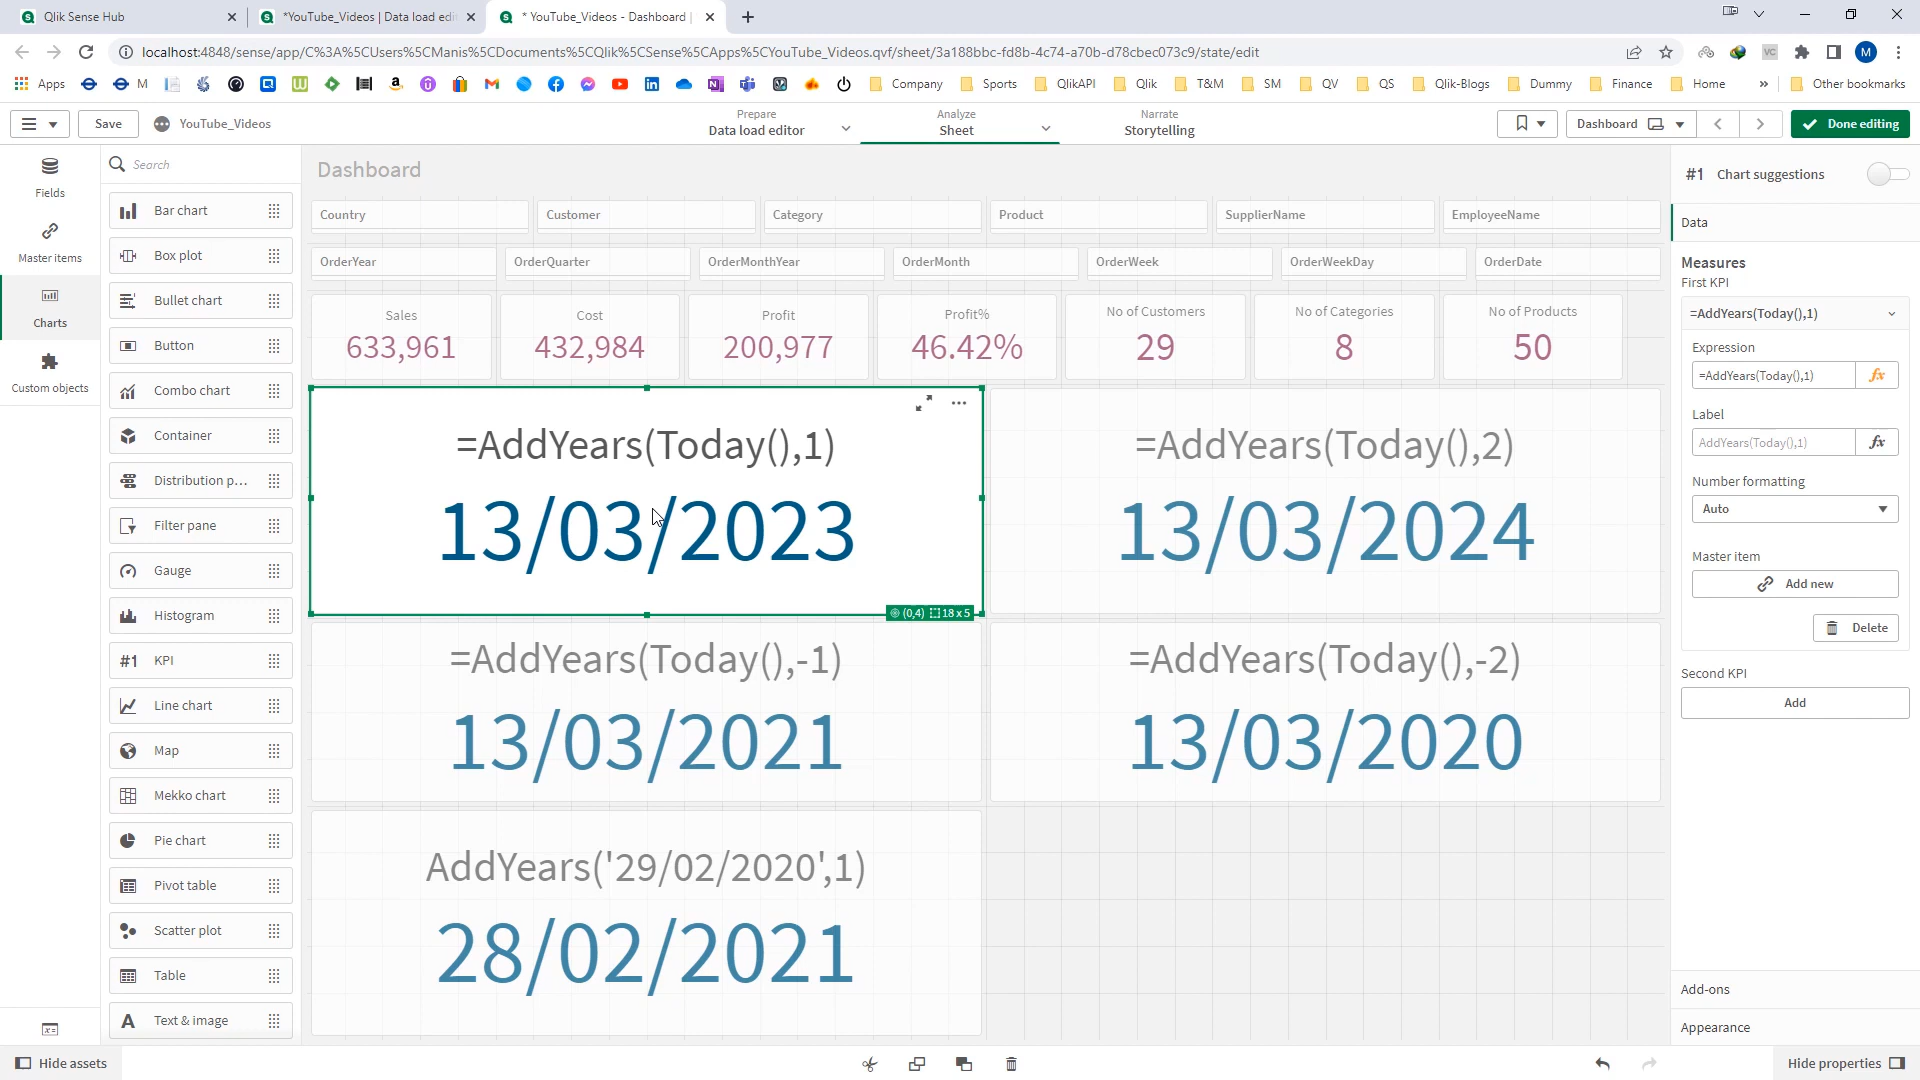 Qlik Sense Hub
*YouTube_Videos | Data load edi
* YouTube_Videos - Dashboard |
localhost:4848/sense/app/C%3A%5CUsers%5CManis%5CDocuments%5CQlik%5CSense%5CApps%5CYouTube_Videos.qvf/sheet/3a188bbc-fd8b-4c74-a70b-d78cbec073c9/state/edit
M
Apps
M
Company
Sports
QlikAPI
Qlik
T&M
SM
QV
QS
Qlik-Blogs
Dummy
Finance
Home
»
Other bookmarks
Save
YouTube_Videos
Prepare
Data load editor
Analyze
Sheet
Narrate
Storytelling
Dashboard
Done editing
Fields
Master items
Charts
Custom objects
Search
Bar chart
Box plot
Bullet chart
Button
Combo chart
Container
Distribution p...
Filter pane
Gauge
Histogram
#1 KPI
Line chart
Map
Mekko chart
Pie chart
Pivot table
Scatter plot
Table
A Text & image
Dashboard
Country
Customer
Category
Product
SupplierName
EmployeeName
OrderYear
OrderQuarter
OrderMonthYear
OrderMonth
OrderWeek
OrderWeekDay
OrderDate
Sales
633,961
Cost
432,984
Profit
200,977
Profit%
46.42%
No of Customers
29
No of Categories
8
No of Products
50
=AddYears(Today(),1)
13/03/2023
(0,4) 18 x 5
=AddYears(Today(),2)
13/03/2024
=AddYears(Today(),-1)
13/03/2021
=AddYears(Today(),-2)
13/03/2020
AddYears('29/02/2020',1)
28/02/2021
#1 Chart suggestions
Data
Measures
First KPI
=AddYears(Today(),1)
Expression
=AddYears(Today(),1)
fx
Label
AddYears(Today(),1)
fx
Number formatting
Auto
Master item
Add new
Delete
Second KPI
Add
Add-ons
Appearance
Hide assets
Hide properties